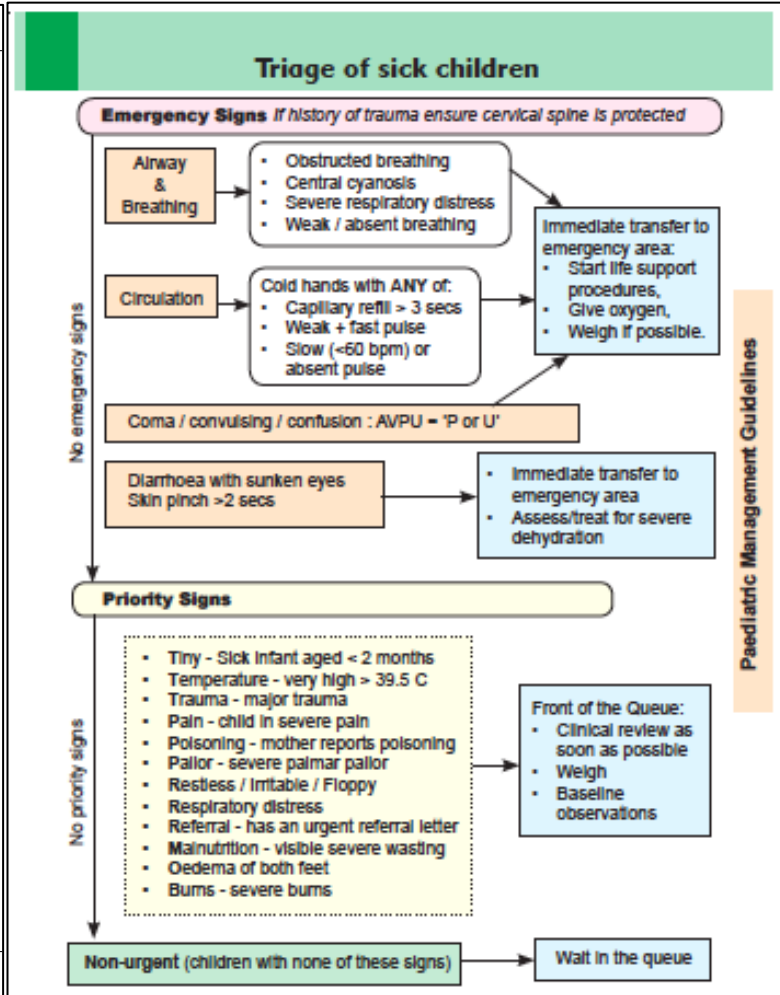 Triage of sick children
Emergency Signs If history of trauma ensure cervical spine is protected
Airway
&
Breathing
• Obstructed breathing
• Central cyanosis
• Severe respiratory distress
• Weak / absent breathing
Immediate transfer to
emergency area:
• Start life support
procedures,
• Give oxygen,
• Weigh if possible.
Circulation
Cold hands with ANY of:
• Capillary refill > 3 secs
• Weak + fast pulse
• Slow (<60 bpm) or
absent pulse
Coma / convulsing / confusion : AVPU = 'P or U'
Diarrhoea with sunken eyes
Skin pinch >2 secs
• Immediate transfer to
emergency area
• Assess/treat for severe
dehydration
No emergency signs
Priority Signs
• Tiny - Sick infant aged < 2 months
• Temperature - very high > 39.5 C
• Trauma - major trauma
• Pain - child in severe pain
• Poisoning - mother reports poisoning
• Pallor - severe palmar pallor
• Restless / Irritable / Floppy
• Respiratory distress
• Referral - has an urgent referral letter
• Malnutrition - visible severe wasting
• Oedema of both feet
• Burns - severe burns
Front of the Queue:
• Clinical review as
soon as possible
• Weigh
• Baseline
observations
No priority signs
Non-urgent (children with none of these signs)
Wait in the queue
Paediatric Management Guidelines